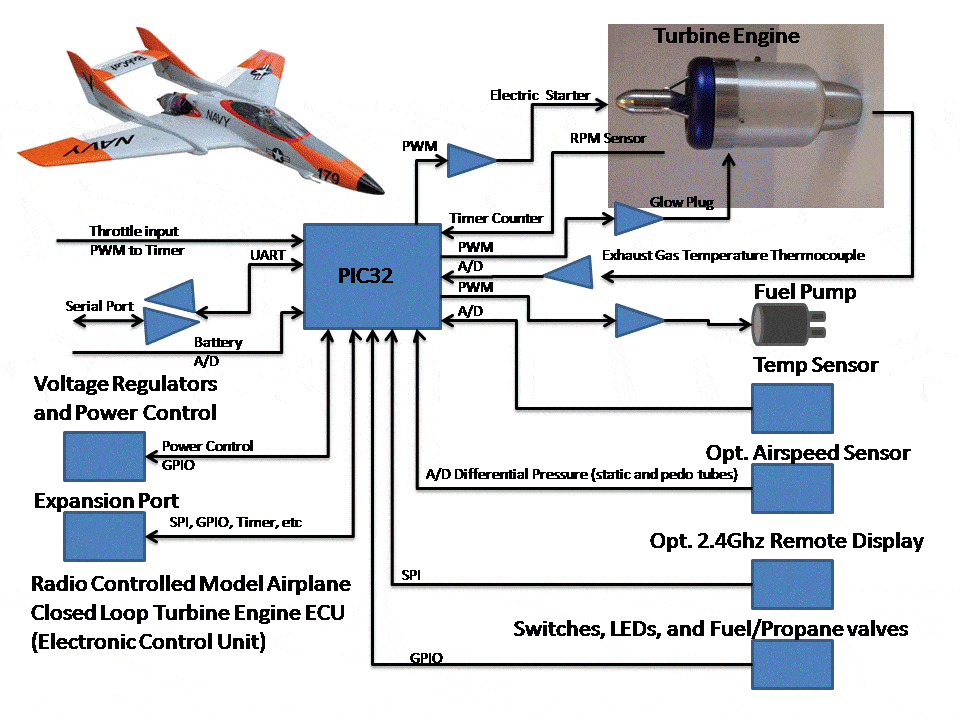 Turbine Engine
NAVY
NAVY
179
Electric Starter
PWM
RPM Sensor
Glow Plug
Timer Counter
Throttle input
PWM to Timer
UART
PIC32
PWM
A/D
Exhaust Gas Temperature Thermocouple
PWM
A/D
Fuel Pump
Serial Port
Battery
A/D
Temp Sensor
Voltage Regulators
and Power Control
Power Control
GPIO
Opt. Airspeed Sensor
A/D Differential Pressure (static and pedo tubes)
Expansion Port
SPI, GPIO, Timer, etc
Opt. 2.4Ghz Remote Display
SPI
Radio Controlled Model Airplane
Closed Loop Turbine Engine ECU
(Electronic Control Unit)
Switches, LEDs, and Fuel/Propane valves
GPIO